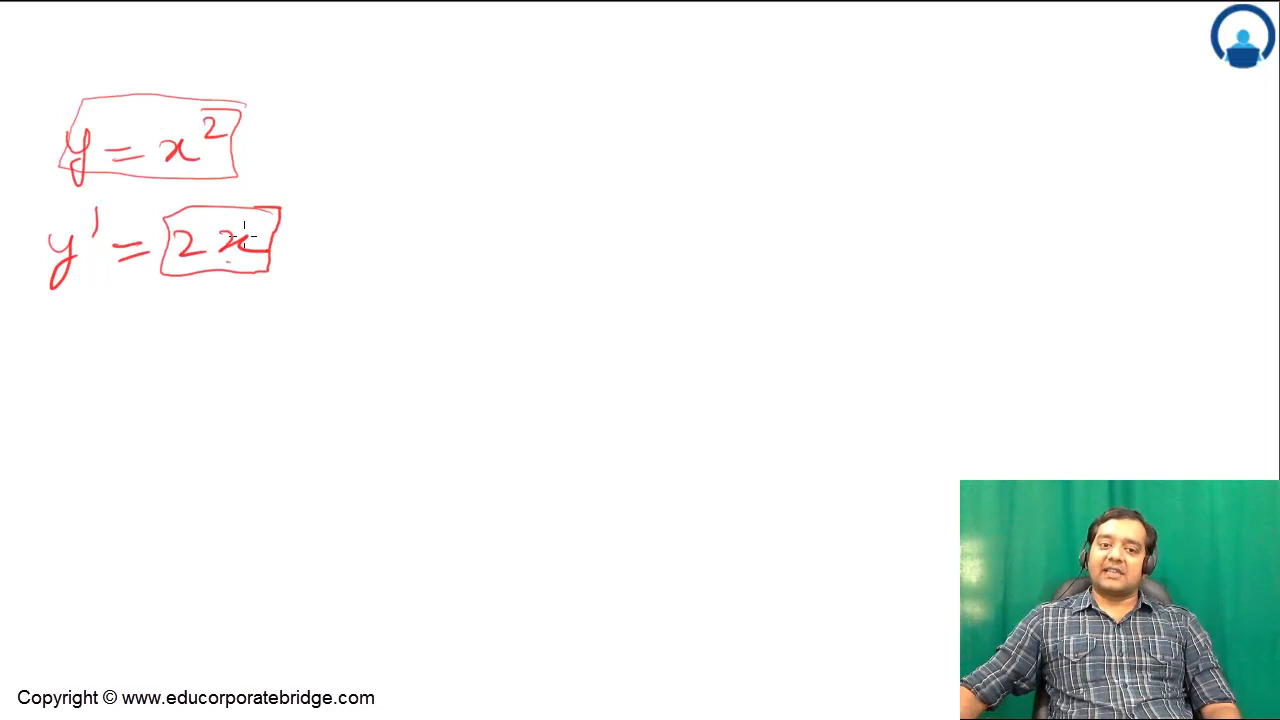 y = x²
y' = 2x
Copyright © www.educorporatebridge.com